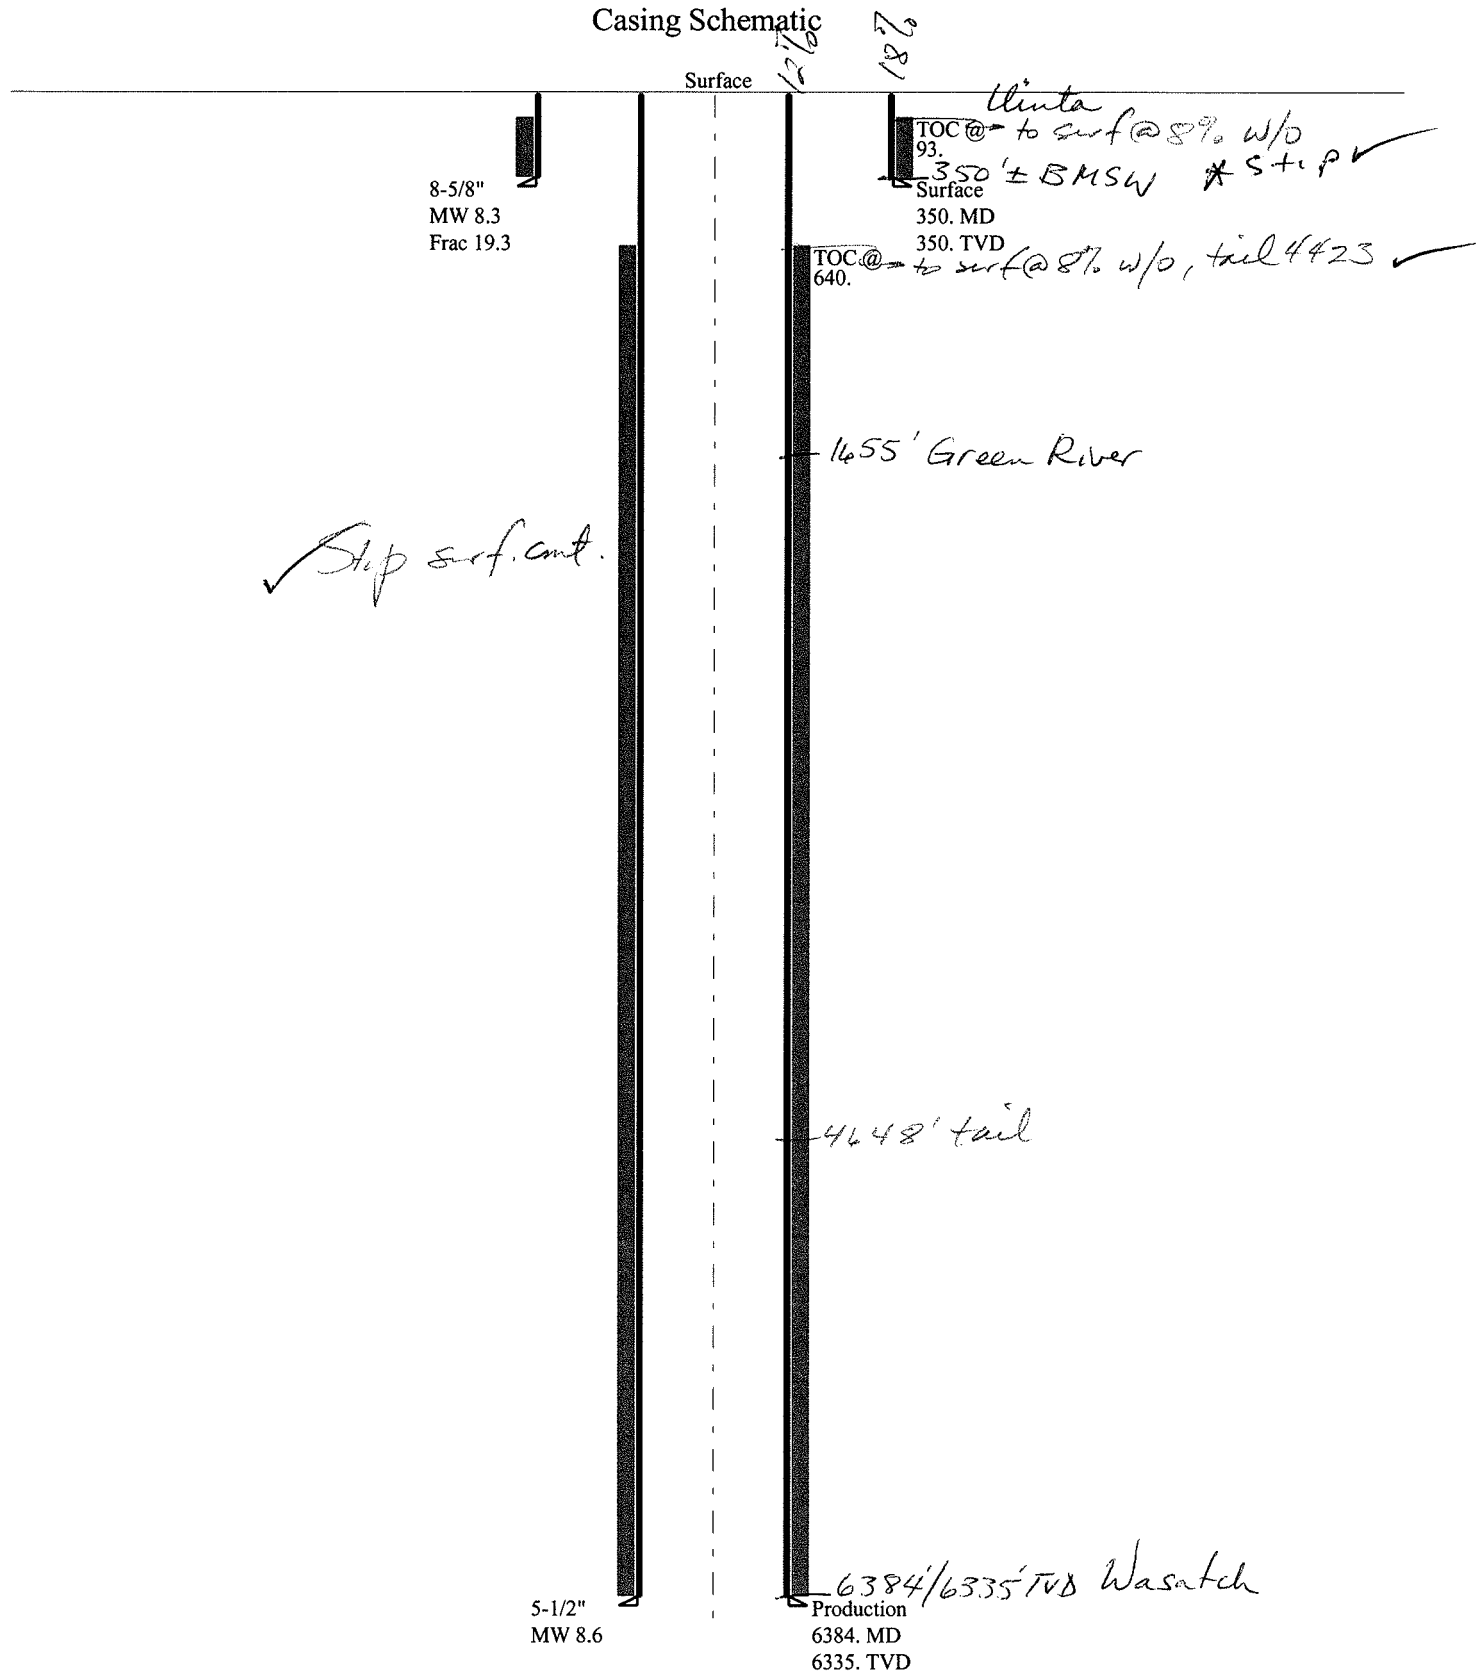 Casing Schematic
12%
18%
Surface
Uinta
TOC @ to surf @ 8% w/o
93.
350' ± BMSW * Stip
8-5/8"
MW 8.3
Frac 19.3
Surface
350. MD
350. TVD
TOC @ to surf @ 8% w/o, tail 4423
640.
1655' Green River
Stip surf. cmt.
4648' tail
6384'/6335' TVD Wasatch
5-1/2"
MW 8.6
Production
6384. MD
6335. TVD